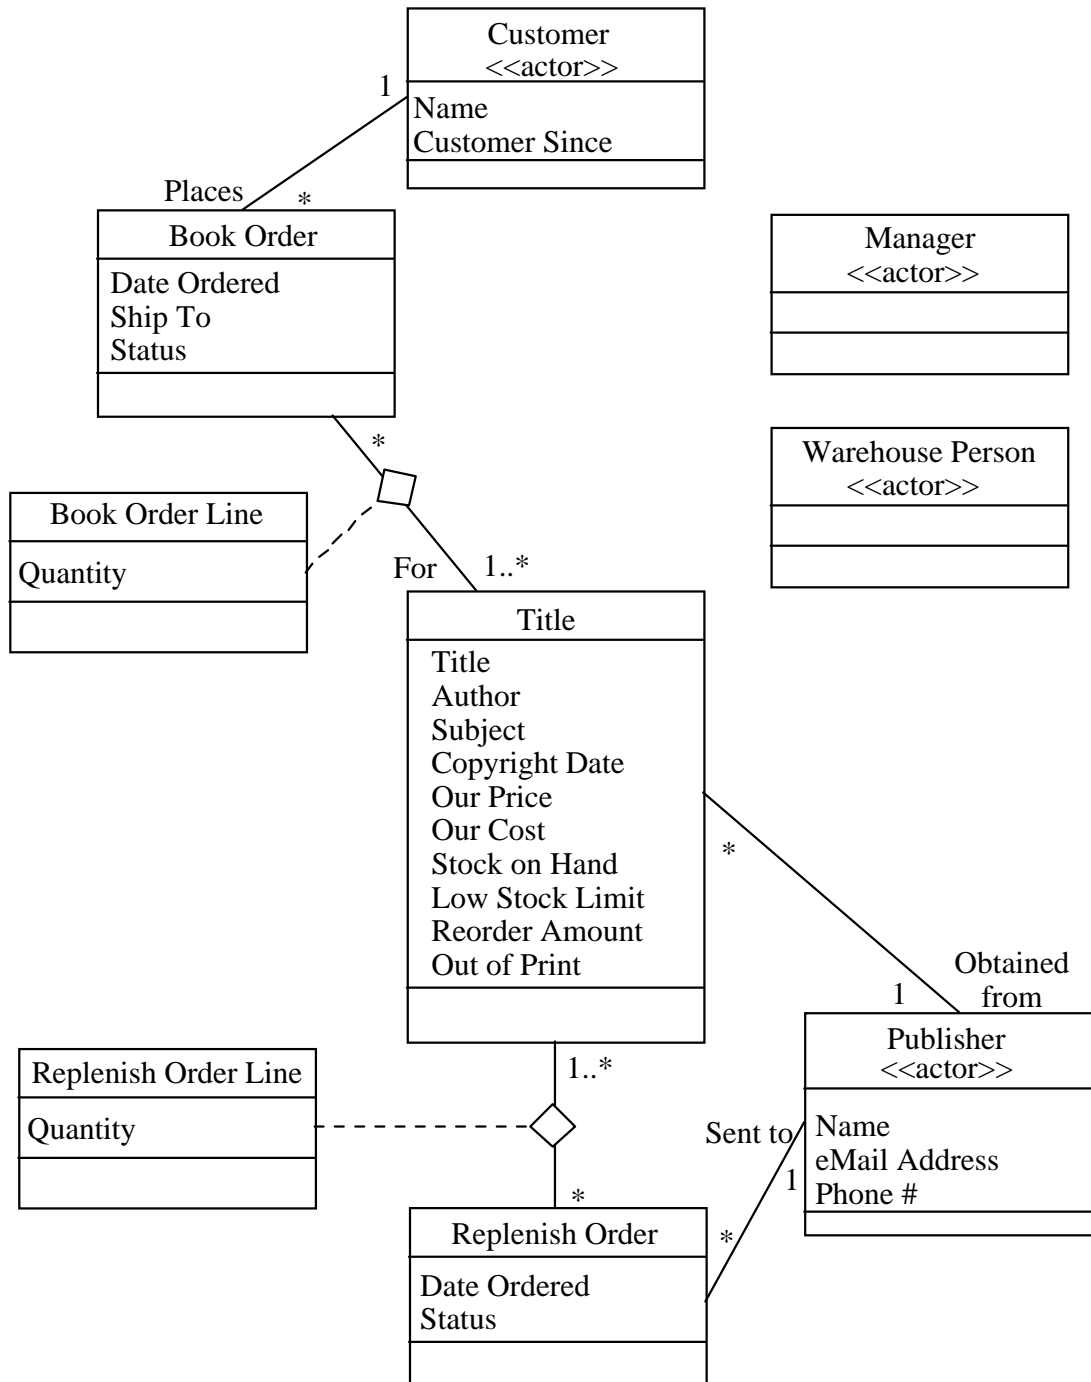 Customer
<<actor>>
Name
Customer Since
1
Places
*
Book Order
Date Ordered
Ship To
Status
Manager
<<actor>>
Warehouse Person
<<actor>>
*
Book Order Line
Quantity
For
1..*
Title
Title
Author
Subject
Copyright Date
Our Price
Our Cost
Stock on Hand
Low Stock Limit
Reorder Amount
Out of Print
*
1
Obtained
from
Publisher
<<actor>>
Name
eMail Address
Phone #
Replenish Order Line
Quantity
1..*
*
Sent to
1
*
Replenish Order
Date Ordered
Status